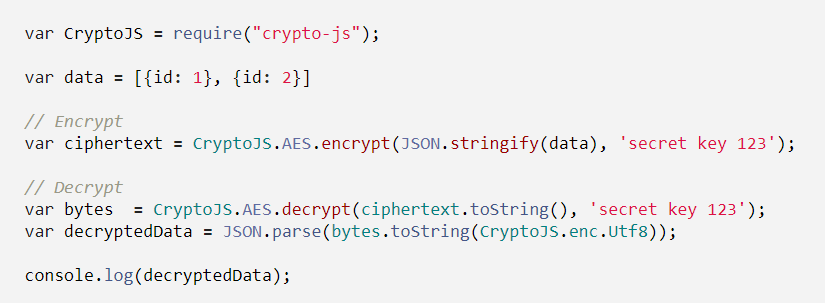 var CryptoJS = require("crypto-js");
var data = [{id: 1}, {id: 2}]
// Encrypt
var ciphertext = CryptoJS.AES.encrypt(JSON.stringify(data), 'secret key 123');
// Decrypt
var bytes  = CryptoJS.AES.decrypt(ciphertext.toString(), 'secret key 123');
var decryptedData = JSON.parse(bytes.toString(CryptoJS.enc.Utf8));
console.log(decryptedData);